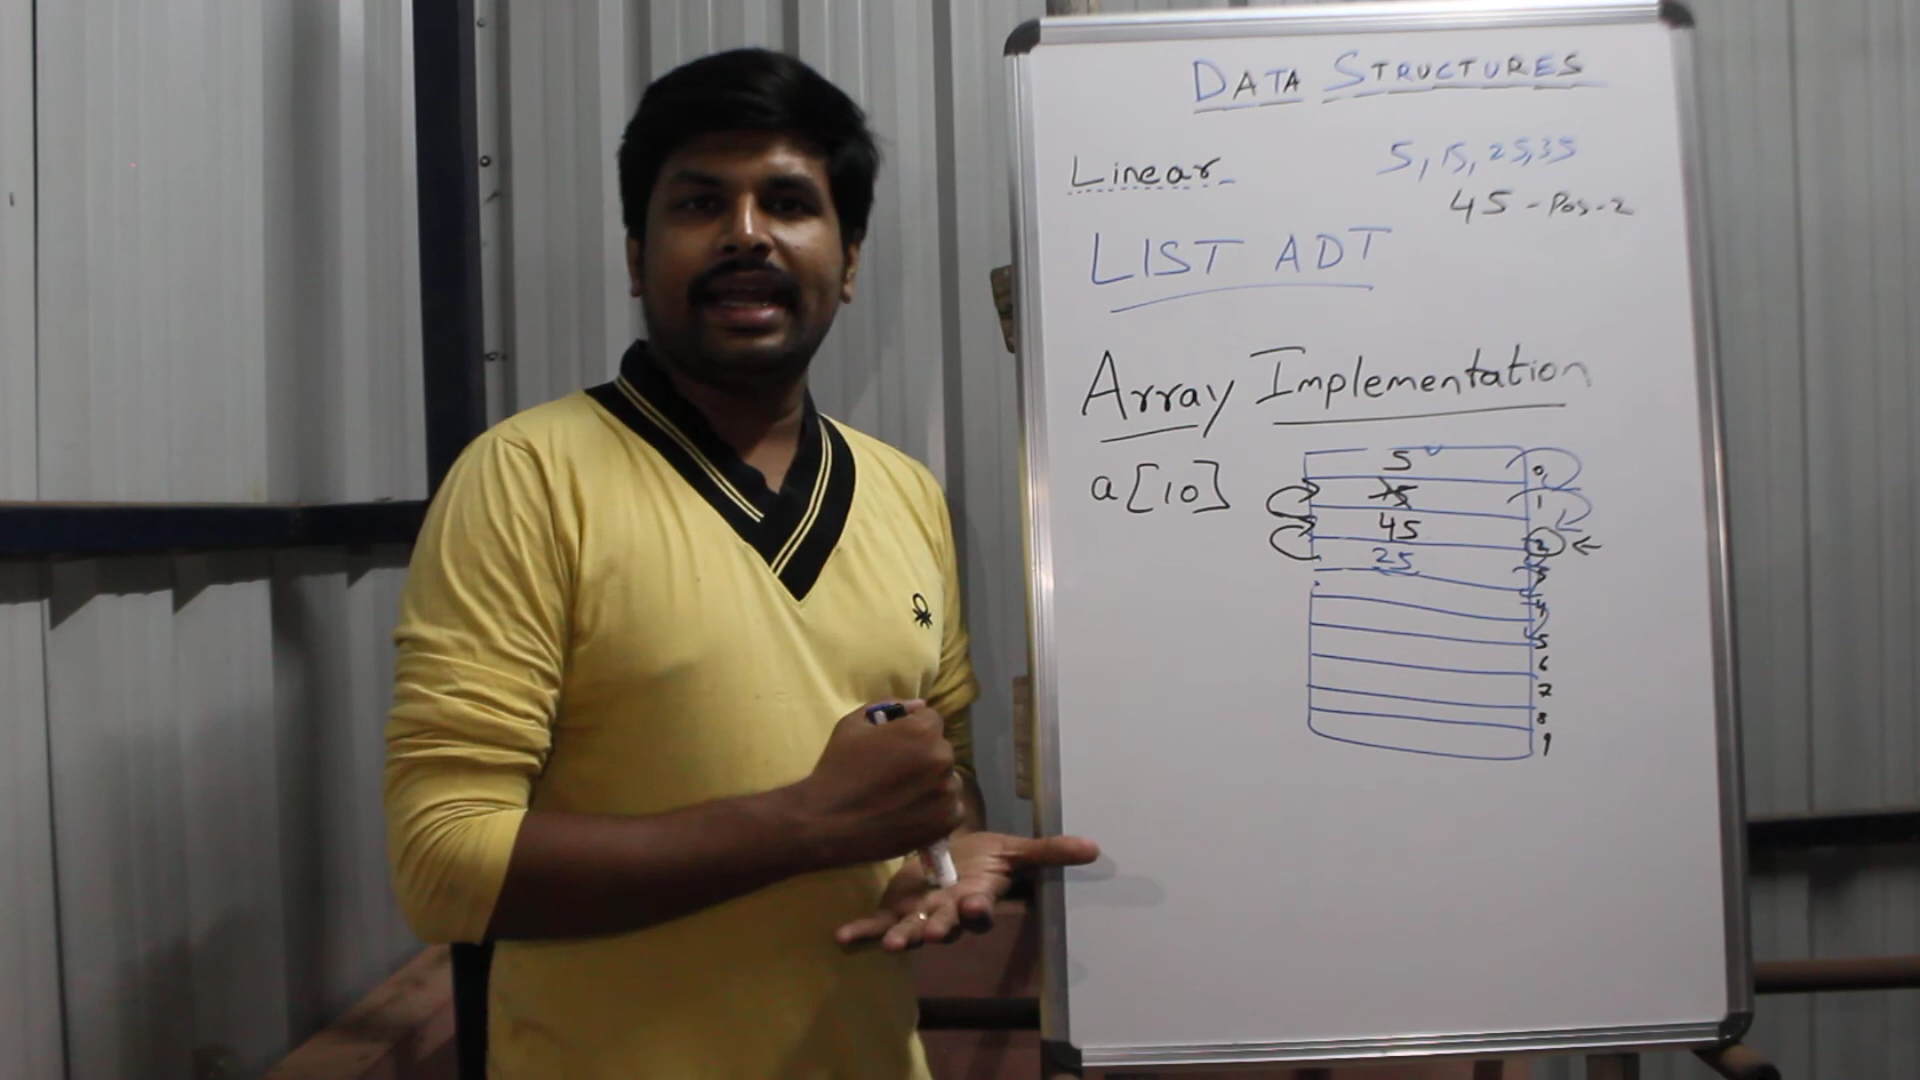 DATA STRUCTURES
Linear
5, 15, 25, 35
45 - Pos - 2
LIST ADT
Array Implementation
a[10]
5 0
15 1
45 2
25 3
4
5
6
7
8
9